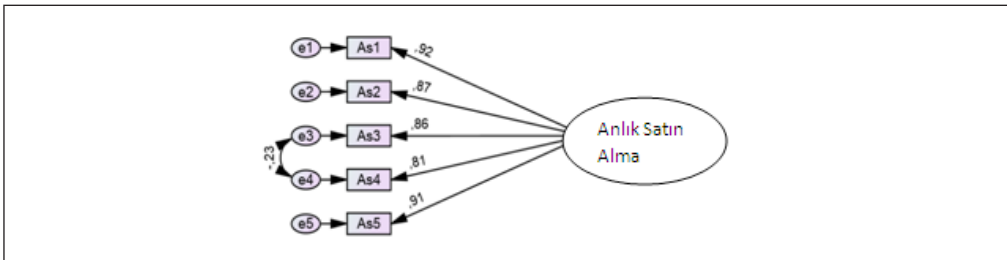 e1 As1 .92
e2 As2 .87
e3 As3 .86
Anlık Satın
Alma
-.23
e4 As4 .81
e5 As5 .91